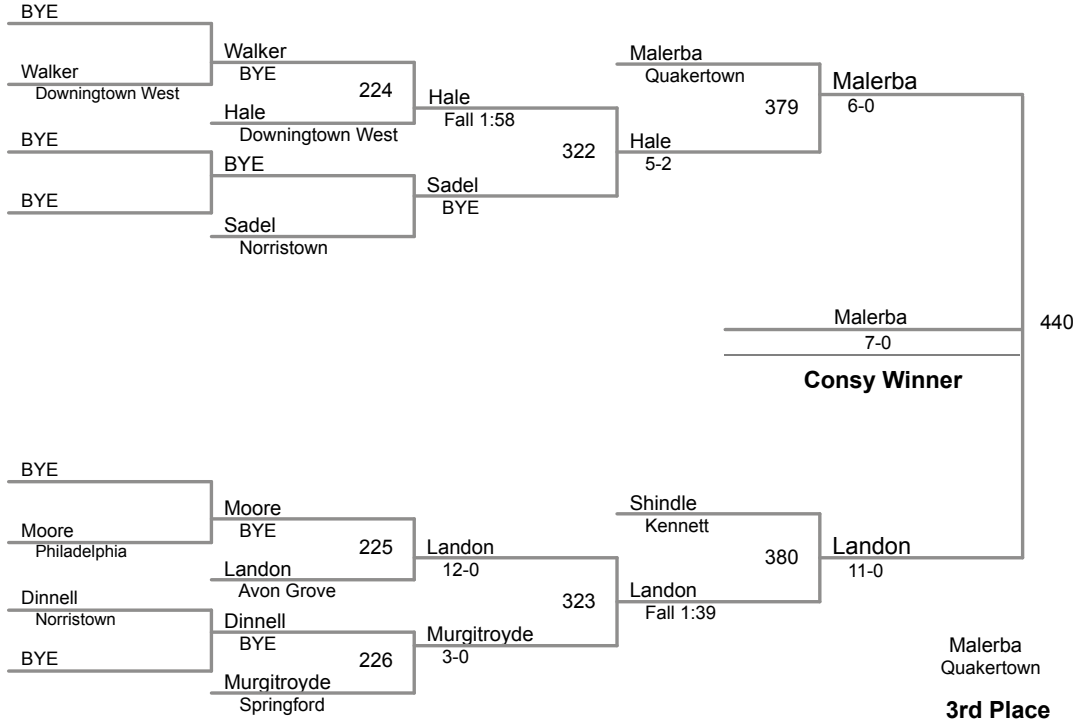 BYE
Walker
Downingtown West
BYE
BYE
Walker
BYE
224
Hale
Downingtown West
BYE
Sadel
Norristown
Hale
Fall 1:58
322
Sadel
BYE
Malerba
Quakertown
379
Hale
5-2
Malerba
6-0
Malerba
440
7-0
Consy Winner
BYE
Moore
Philadelphia
Dinnell
Norristown
BYE
Moore
BYE
225
Landon
Avon Grove
Dinnell
BYE
226
Murgitroyde
Springford
Landon
12-0
323
Murgitroyde
3-0
Shindle
Kennett
380
Landon
Fall 1:39
Landon
11-0
Malerba
Quakertown
3rd Place